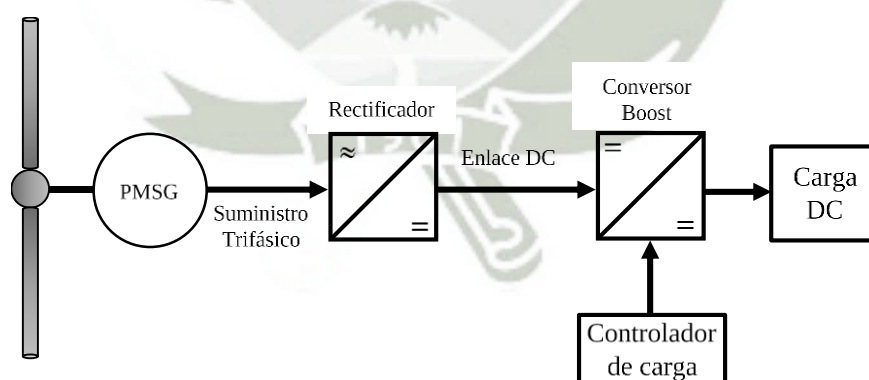 Rectificador
Conversor
Boost
PMSG
Suministro
Trifásico
≈
=
Enlace DC
=
=
Carga
DC
Controlador
de carga